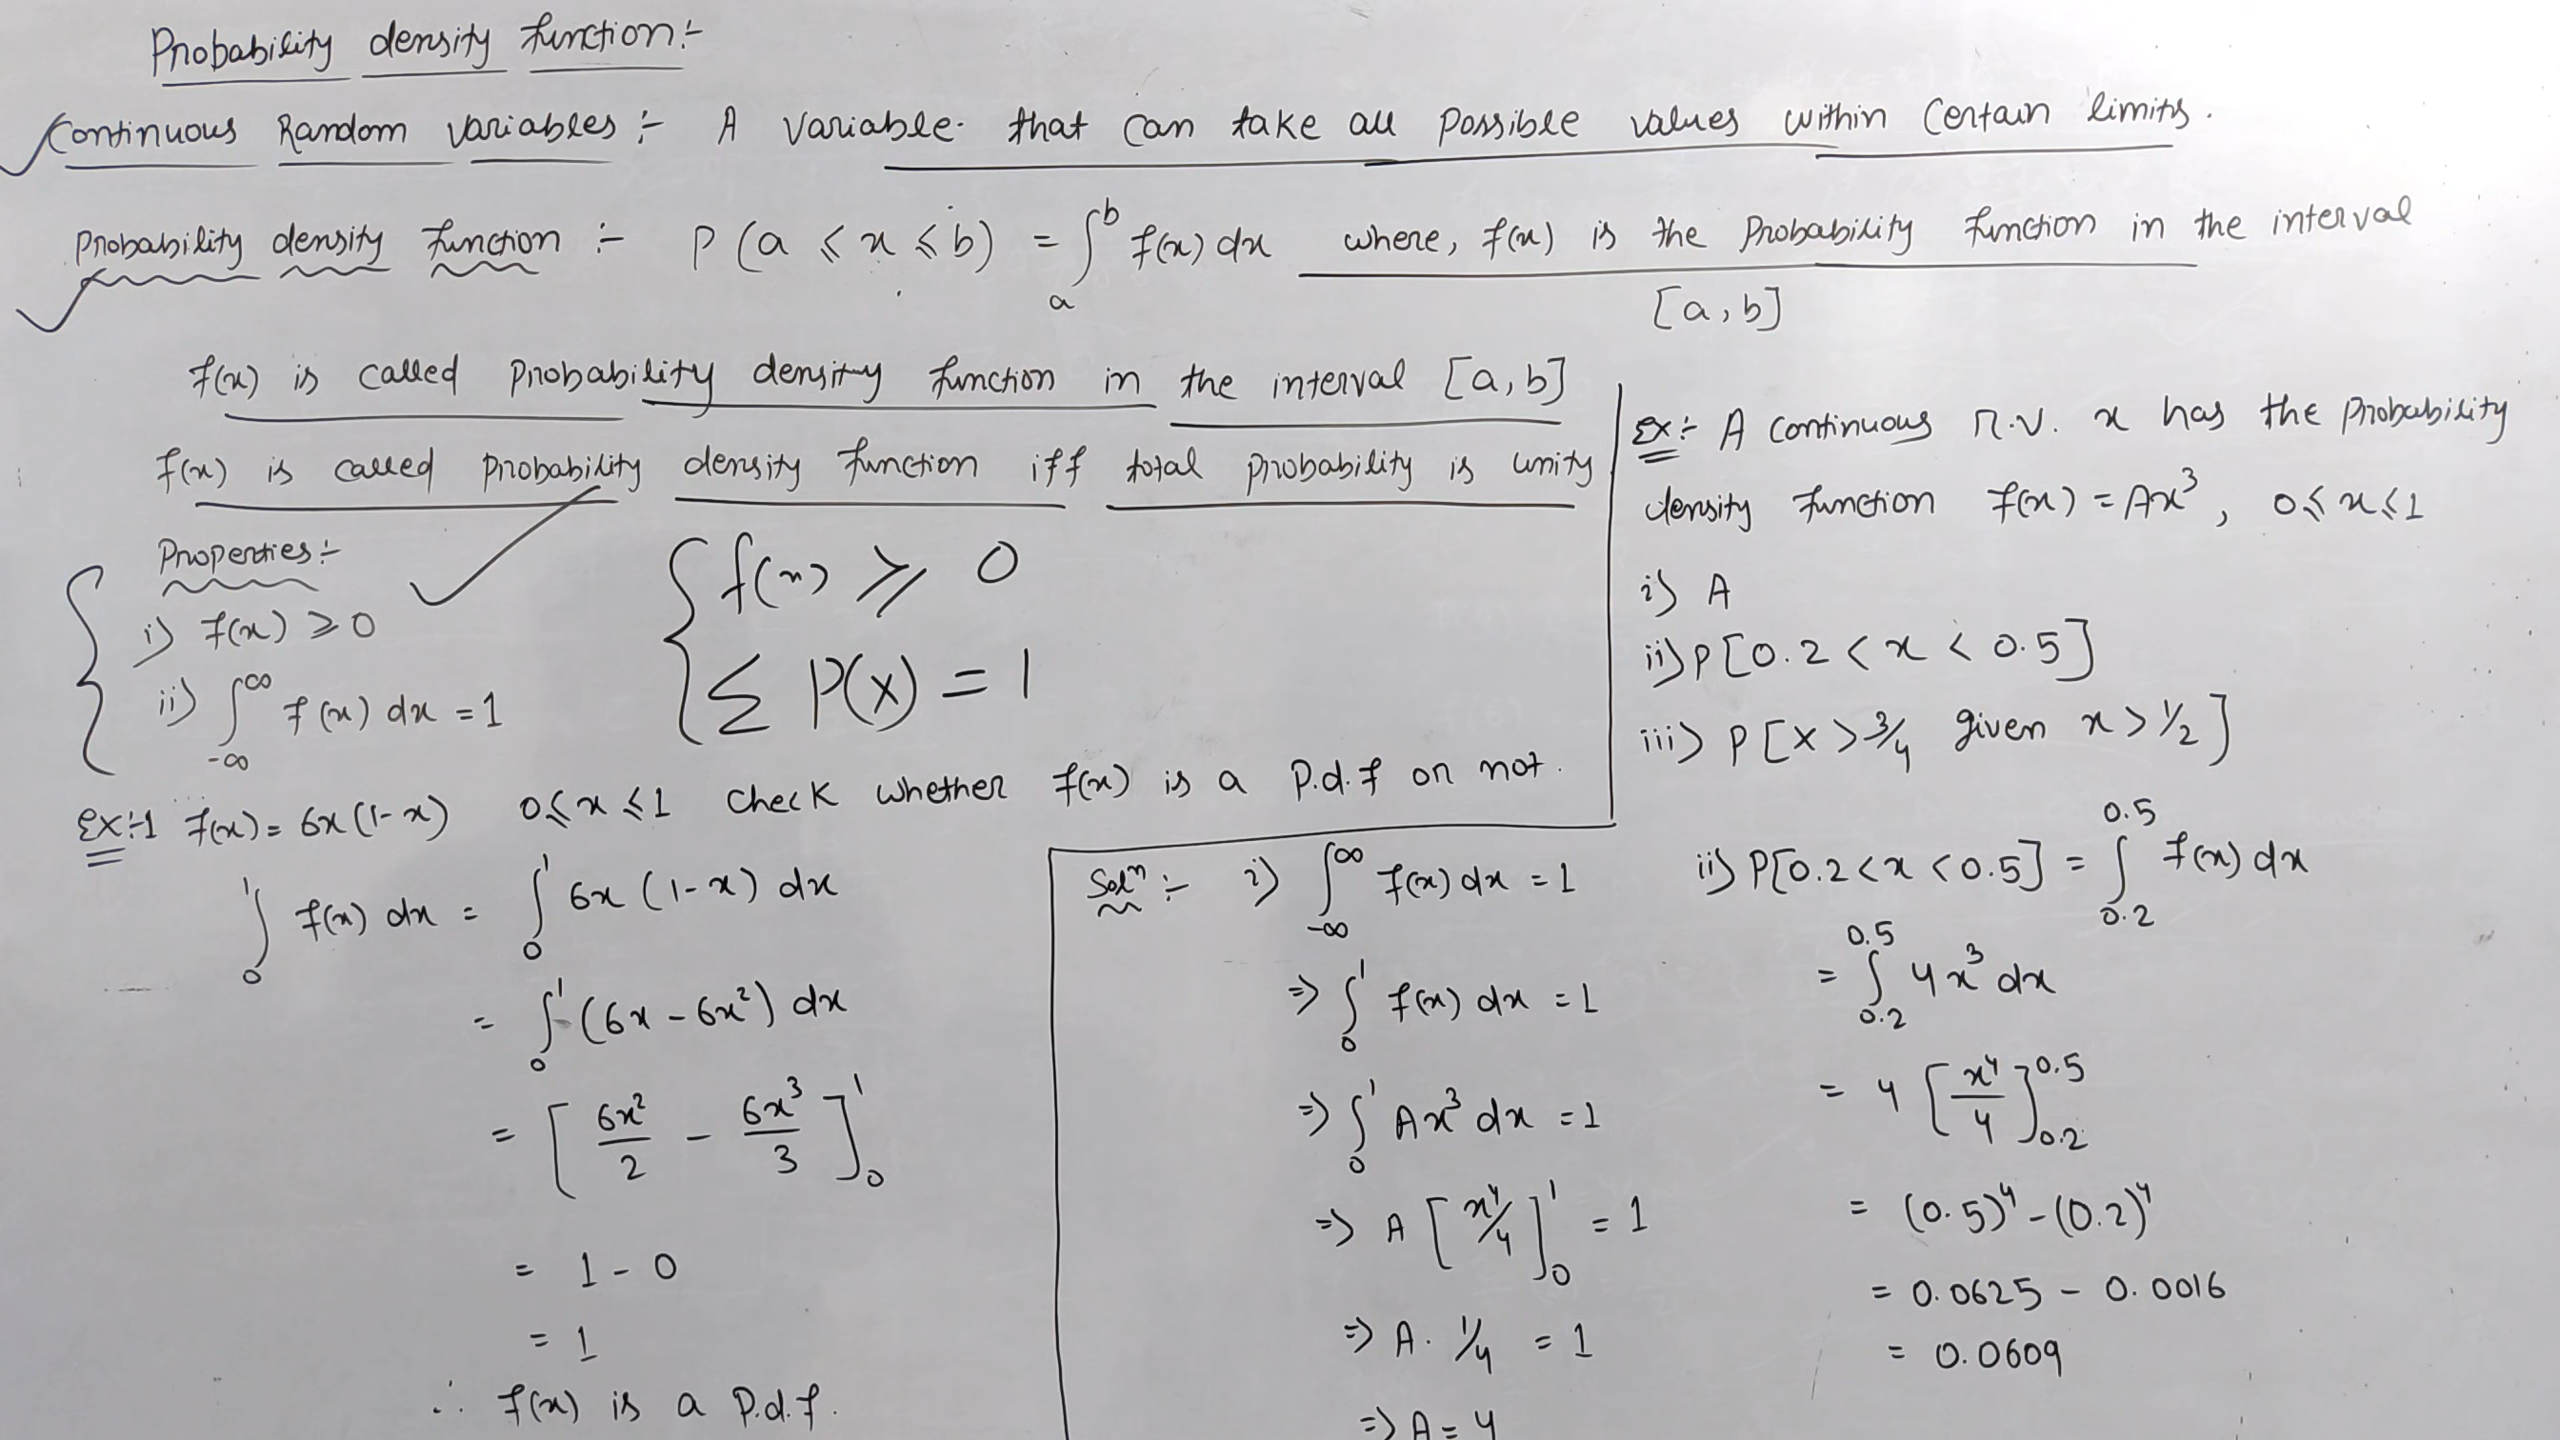 Probability density function:-
Continuous Random variables :- A variable that can take all possible values within certain limits.
Probability density function :- P(a ≤ x ≤ b) = ∫_a^b f(x) dx where, f(x) is the probability function in the interval
[a, b]
f(x) is called probability density function in the interval [a, b]
f(x) is called probability density function iff total probability is unity
Properties:-
i) f(x) ≥ 0
ii) ∫_{-∞}^{∞} f(x) dx = 1
{ f(x) ≥ 0
Σ P(X) = 1
Ex:-1 f(x) = 6x(1-x) 0 ≤ x ≤ 1 check whether f(x) is a p.d.f or not.
∫_0^1 f(x) dx = ∫_0^1 6x (1-x) dx
= ∫_0^1 (6x - 6x²) dx
= [6x²/2 - 6x³/3]_0^1
= 1 - 0
= 1
∴ f(x) is a p.d.f.
Ex:- A continuous r.v. x has the probability
density function f(x) = Ax³, 0 ≤ x ≤ 1
i) A
ii) P[0.2 < x < 0.5]
iii) P[X > 3/4 given x > 1/2]
Solⁿ :- i) ∫_{-∞}^{∞} f(x) dx = 1
⇒ ∫_0^1 f(x) dx = 1
⇒ ∫_0^1 Ax³ dx = 1
⇒ A [x⁴/4]_0^1 = 1
⇒ A. 1/4 = 1
⇒ A = 4
ii) P[0.2 < x < 0.5] = ∫_{0.2}^{0.5} f(x) dx
= ∫_{0.2}^{0.5} 4x³ dx
= 4 [x⁴/4]_{0.2}^{0.5}
= (0.5)⁴ - (0.2)⁴
= 0.0625 - 0.0016
= 0.0609